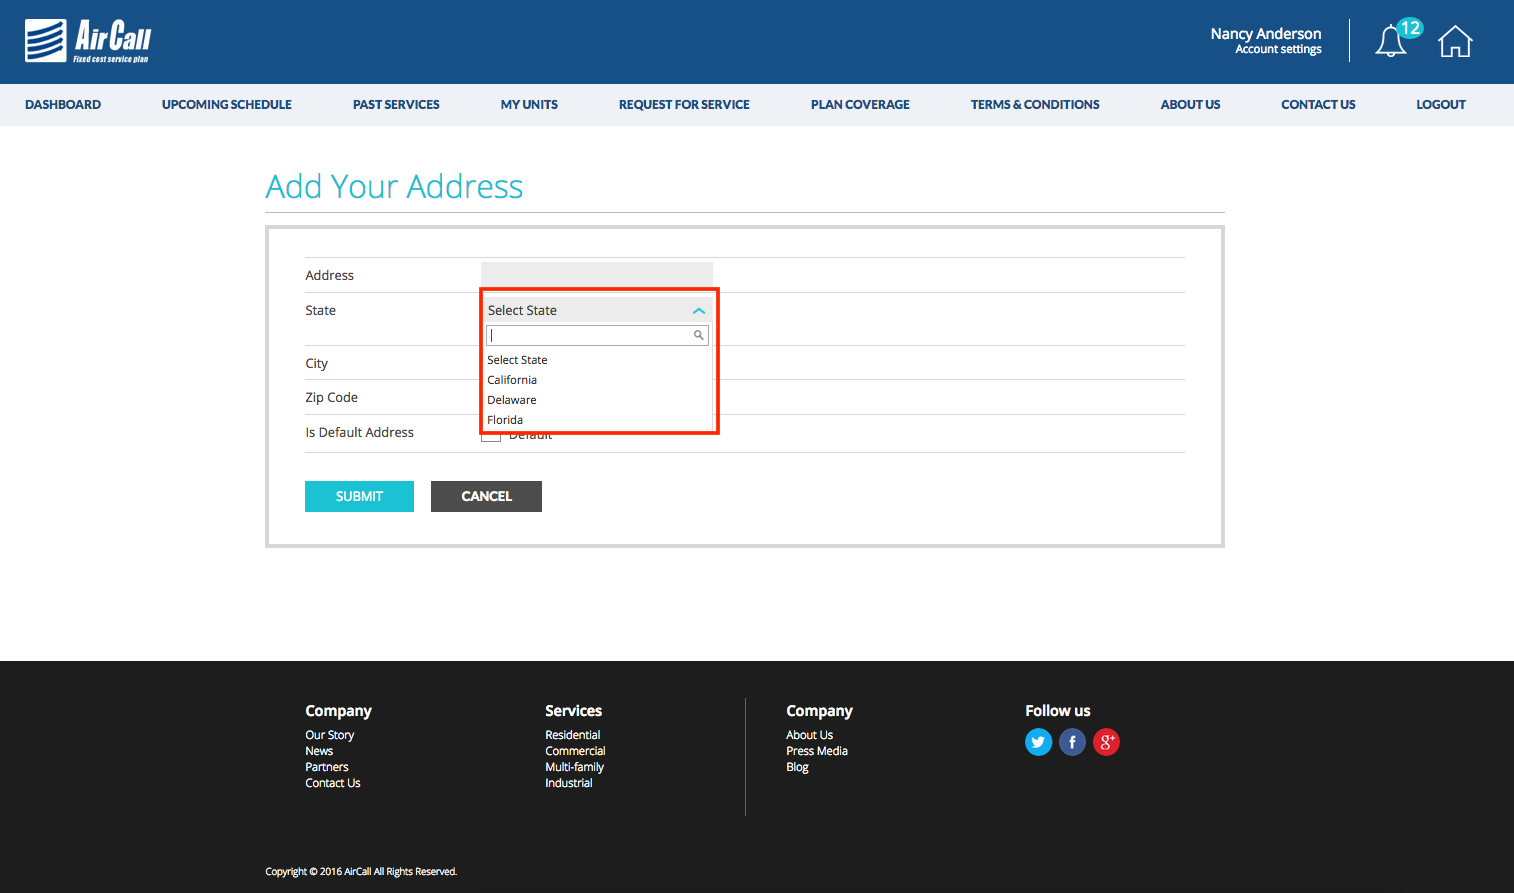 AirCall
Fixed cost service plan
Nancy Anderson
Account settings
12
DASHBOARD UPCOMING SCHEDULE PAST SERVICES MY UNITS REQUEST FOR SERVICE PLAN COVERAGE TERMS & CONDITIONS ABOUT US CONTACT US LOGOUT
Add Your Address
Address
State Select State
Select State
City
California
Zip Code
Delaware
Florida
Is Default Address Default
SUBMIT CANCEL
Company
Our Story
News
Partners
Contact Us
Services
Residential
Commercial
Multi-family
Industrial
Company
About Us
Press Media
Blog
Follow us
f g+
Copyright © 2016 AirCall All Rights Reserved.